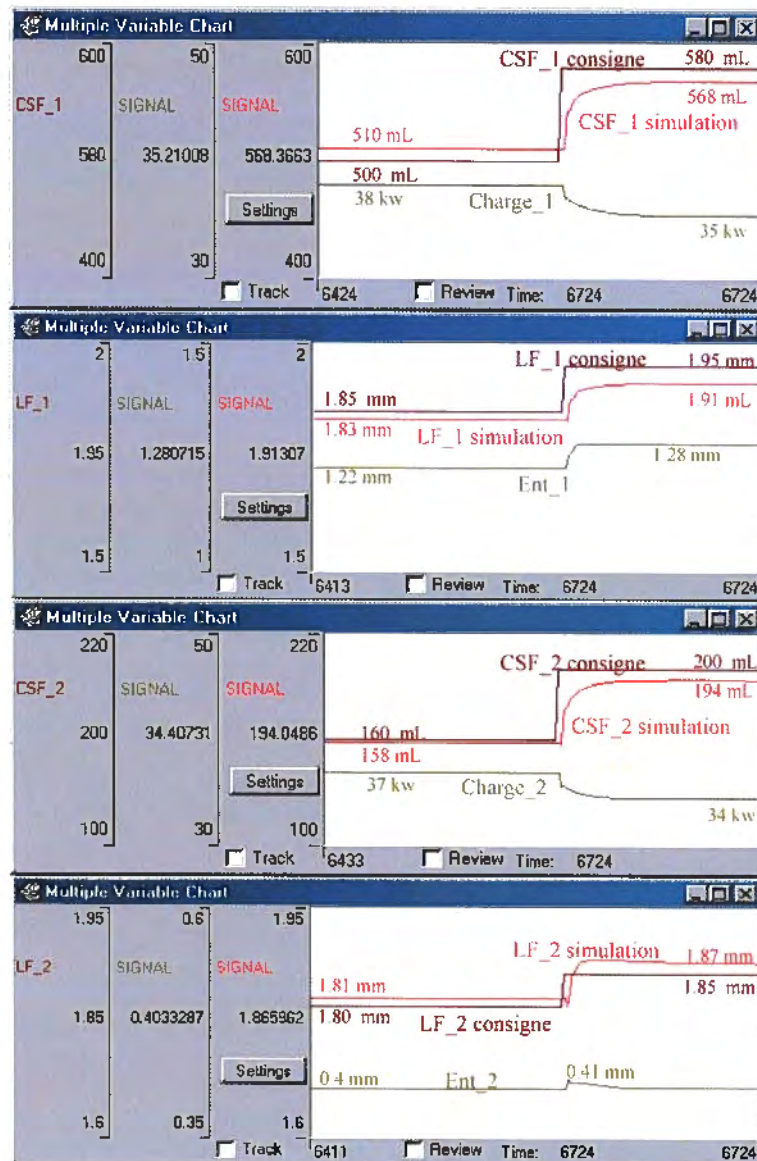 Multiple Variable Chart
600 50 600
CSF_1 consigne 580 mL
CSF_1 SIGNAL SIGNAL
568 mL
CSF_1 simulation
510 mL
580 35.21008 568.3663
500 mL
Settings 38 kw Charge_1
35 kw
400 30 400
Track 6424 Review Time: 6724 6724
Multiple Variable Chart
2 1.5 2
LF_1 consigne 1.95 mm
LF_1 SIGNAL SIGNAL
1.85 mm 1.91 mL
1.83 mm LF_1 simulation
1.95 1.280715 1.91307
1.28 mm
1.22 mm Ent_1
Settings
1.5 1 1.5
Track 6413 Review Time: 6724 6724
Multiple Variable Chart
220 50 220
CSF_2 consigne 200 mL
CSF_2 SIGNAL SIGNAL
194 mL
CSF_2 simulation
200 34.40731 194.0486
160 mL
158 mL
Settings 37 kw Charge_2
34 kw
100 30 100
Track 6433 Review Time: 6724
Multiple Variable Chart
1.95 0.6 1.95
LF_2 simulation 1.87 mm
LF_2 SIGNAL SIGNAL
1.81 mm 1.85 mm
1.85 0.4033287 1.865962
1.80 mm LF_2 consigne
Settings
0.4 mm Ent_2 0.41 mm
1.6 0.35 1.6
Track 6411 Review Time: 6724 6724